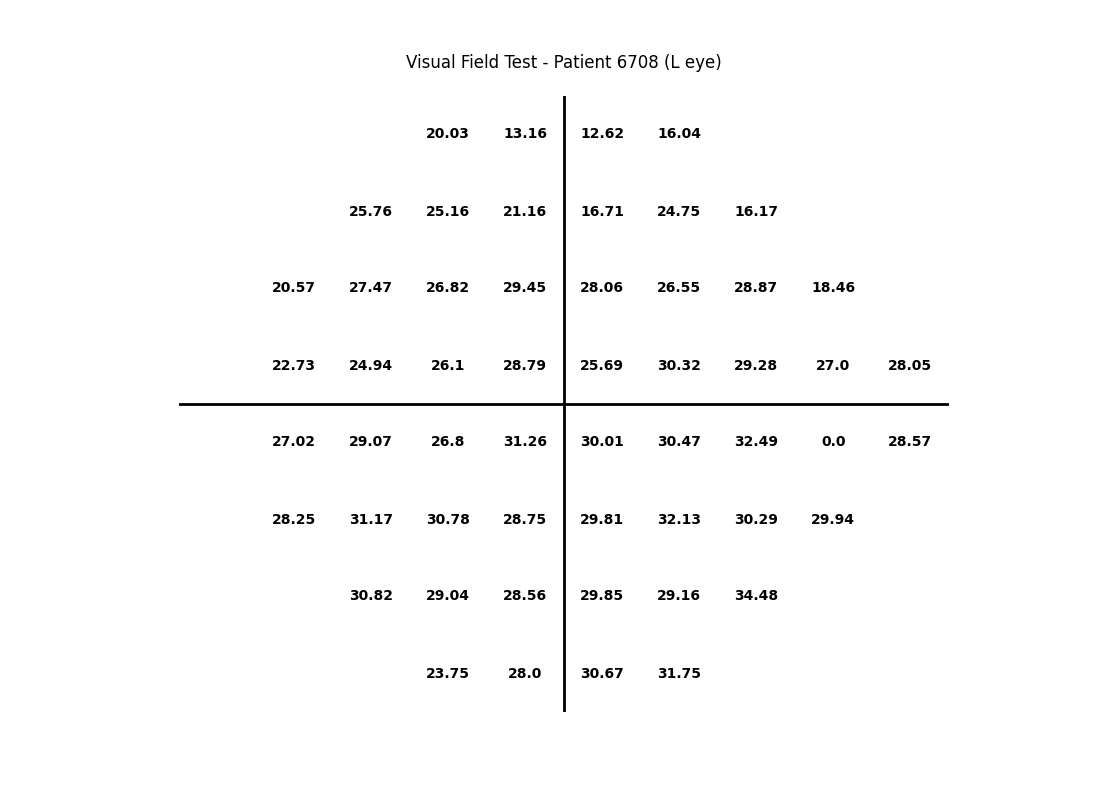 Visual Field Test - Patient 6708 (L eye)
20.03 13.16 12.62 16.04
25.76 25.16 21.16 16.71 24.75 16.17
20.57 27.47 26.82 29.45 28.06 26.55 28.87 18.46
22.73 24.94 26.1 28.79 25.69 30.32 29.28 27.0 28.05
27.02 29.07 26.8 31.26 30.01 30.47 32.49 0.0 28.57
28.25 31.17 30.78 28.75 29.81 32.13 30.29 29.94
30.82 29.04 28.56 29.85 29.16 34.48
23.75 28.0 30.67 31.75